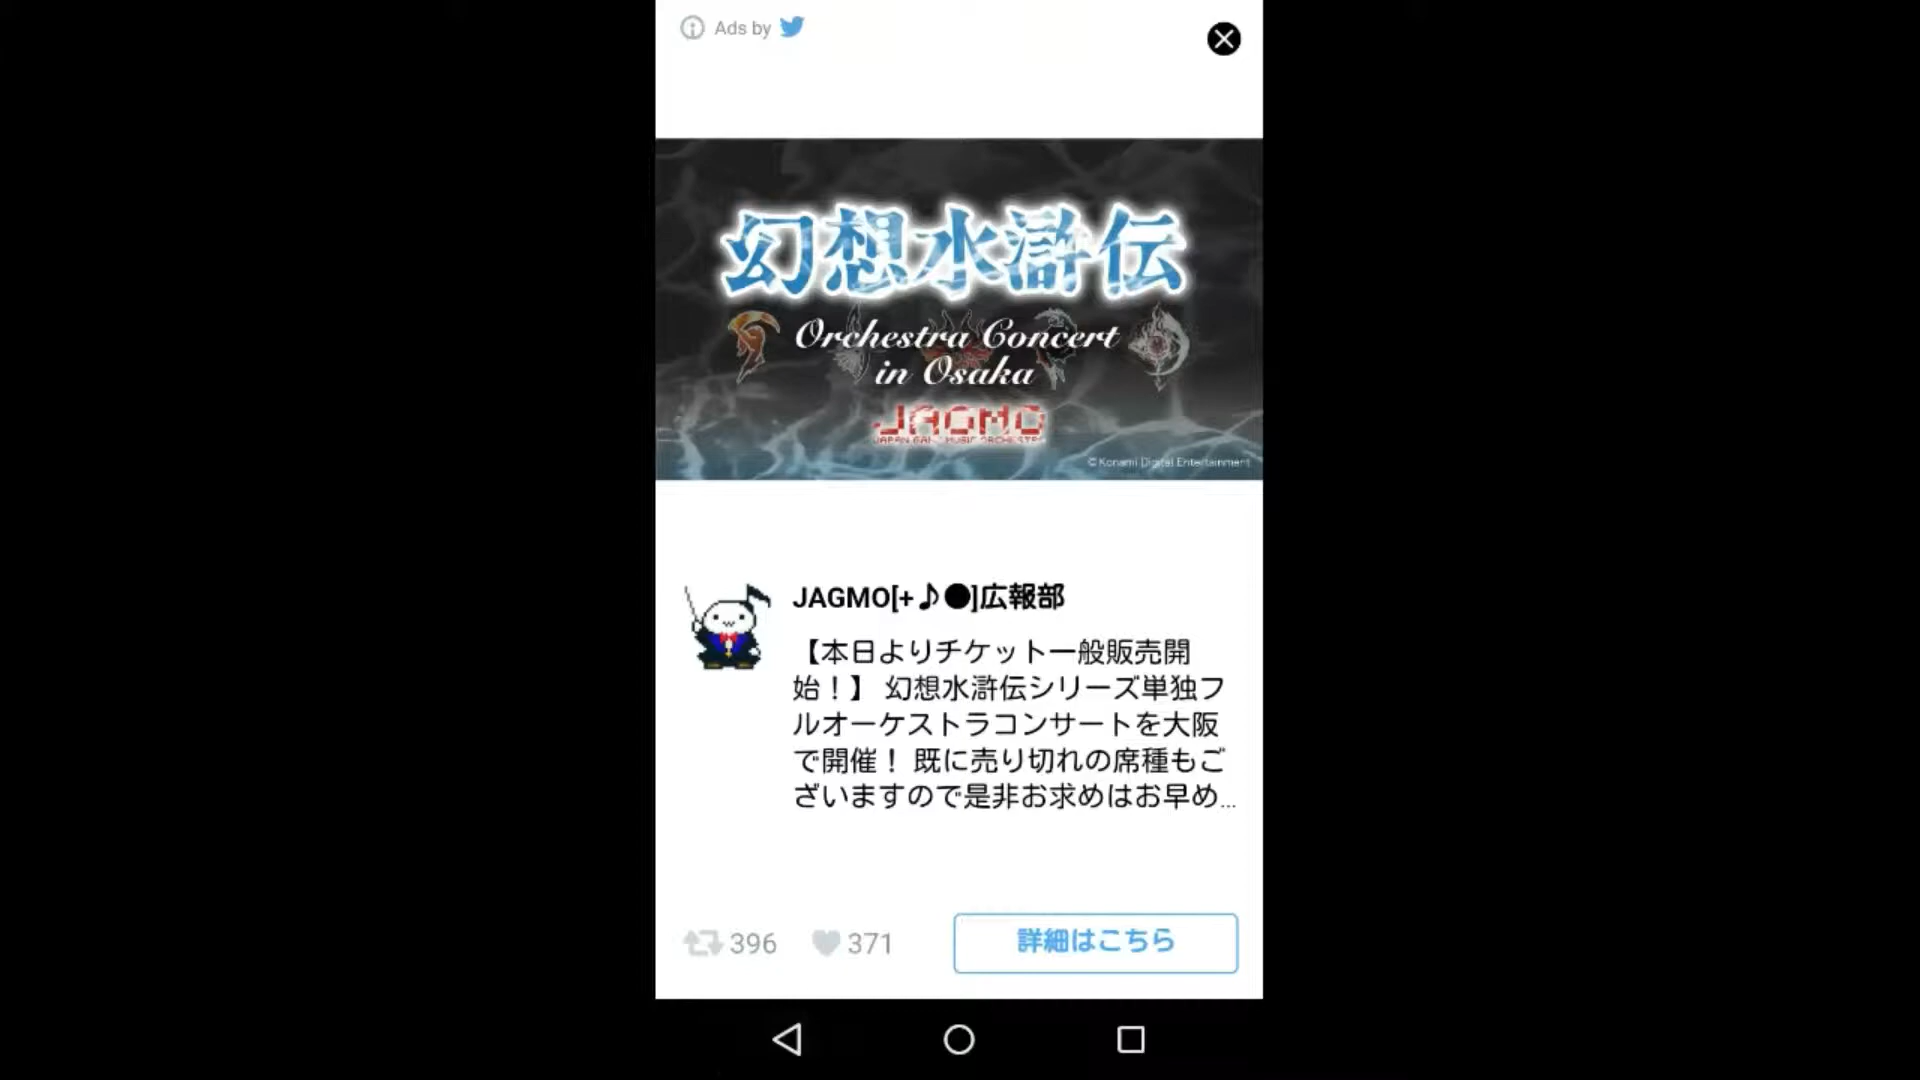 Ads by
幻想水滸伝
Orchestra Concert
in Osaka
JAGMO
JAPAN GAME MUSIC ORCHESTRA
©Konami Digital Entertainment
JAGMO[+♪●]広報部
【本日よりチケット一般販売開
始！】 幻想水滸伝シリーズ単独フ
ルオーケストラコンサートを大阪
で開催！ 既に売り切れの席種もご
ざいますので是非お求めはお早め...
396 371 詳細はこちら